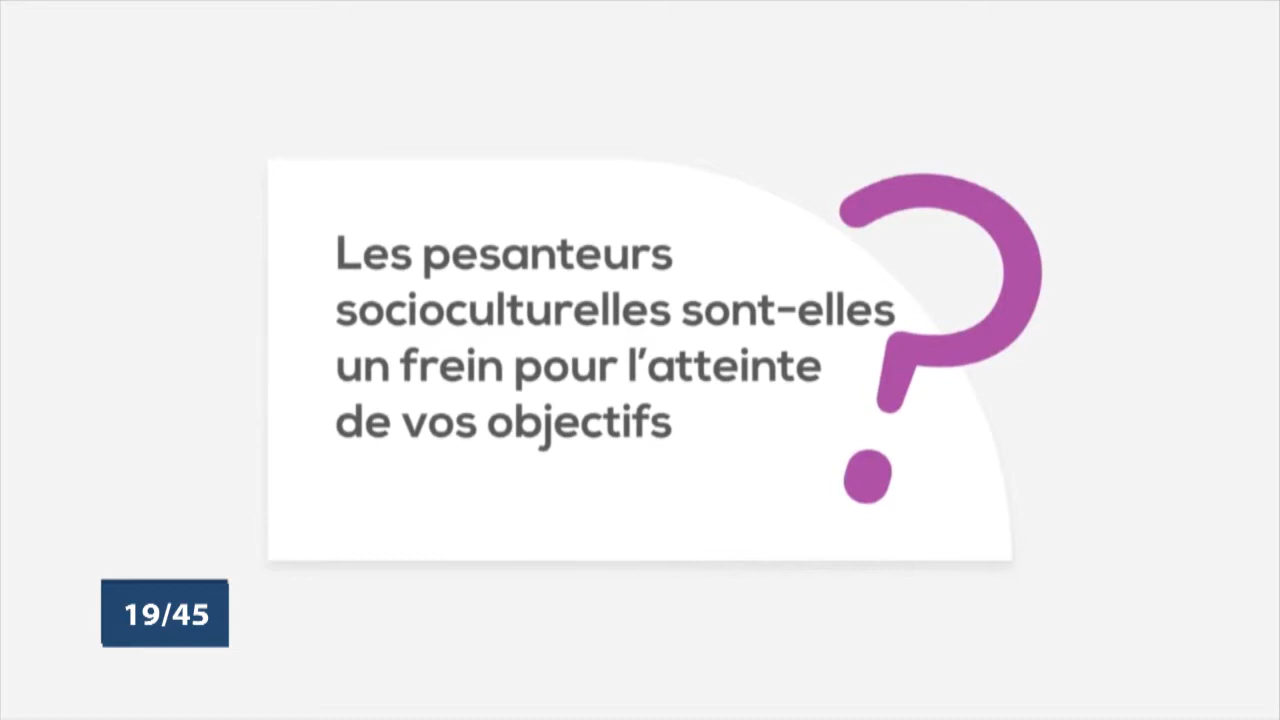 Les pesanteurs
socioculturelles sont-elles
un frein pour l’atteinte
de vos objectifs
?
19/45